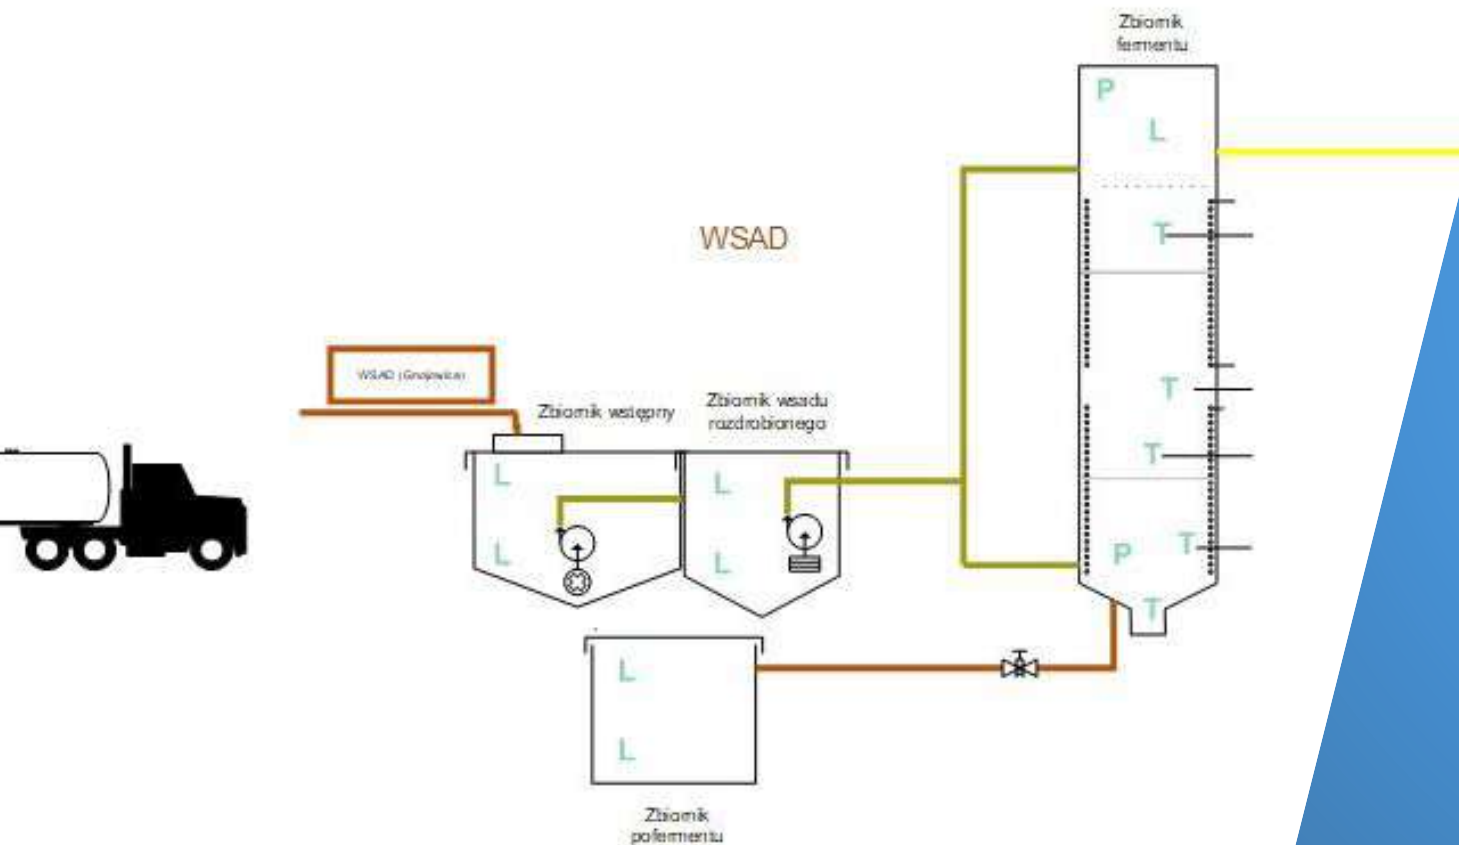 Zbiornik
fermentu
P
L
WSAD
T
WSAD (Gnojowica)
Zbiornik wstępny
Zbiornik wsadu
rozdrobionego
T
L
L
T
L
L
P
T
T
L
L
Zbiornik
pofermentu